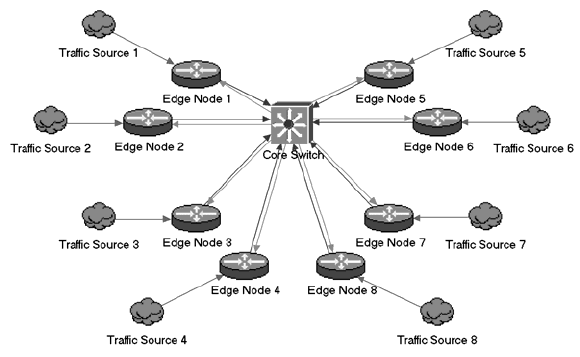 Traffic Source 1
Traffic Source 5
Edge Node 1
Edge Node 5
Traffic Source 2
Edge Node 2
Core Switch
Edge Node 6
Traffic Source 6
Traffic Source 3
Edge Node 3
Edge Node 7
Traffic Source 7
Edge Node 4
Edge Node 8
Traffic Source 4
Traffic Source 8